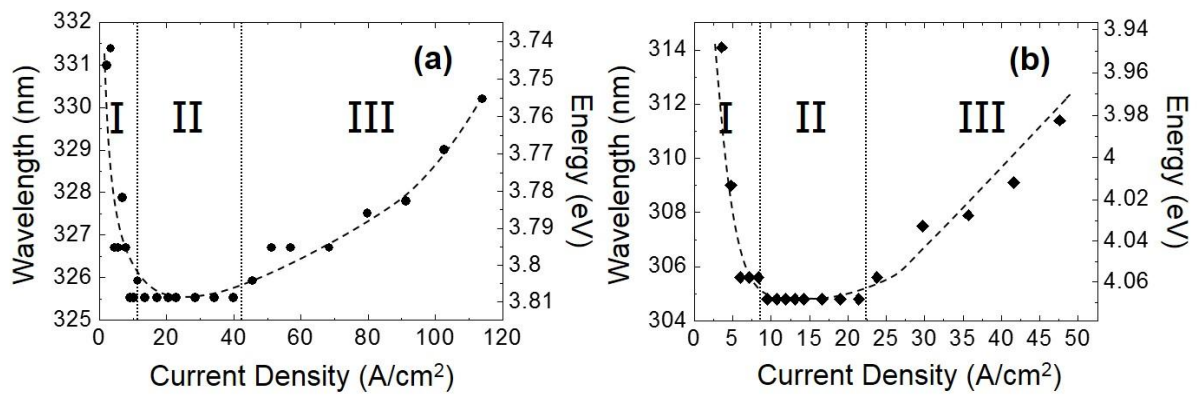 332
331
330
329
328
327
326
325
Wavelength (nm)
I
II
III
(a)
3.74
3.75
3.76
3.77
3.78
3.79
3.8
3.81
Energy (eV)
0 20 40 60 80 100 120
Current Density (A/cm²)
314
312
310
308
306
304
Wavelength (nm)
I
II
III
(b)
3.94
3.96
3.98
4
4.02
4.04
4.06
Energy (eV)
0 5 10 15 20 25 30 35 40 45 50
Current Density (A/cm²)